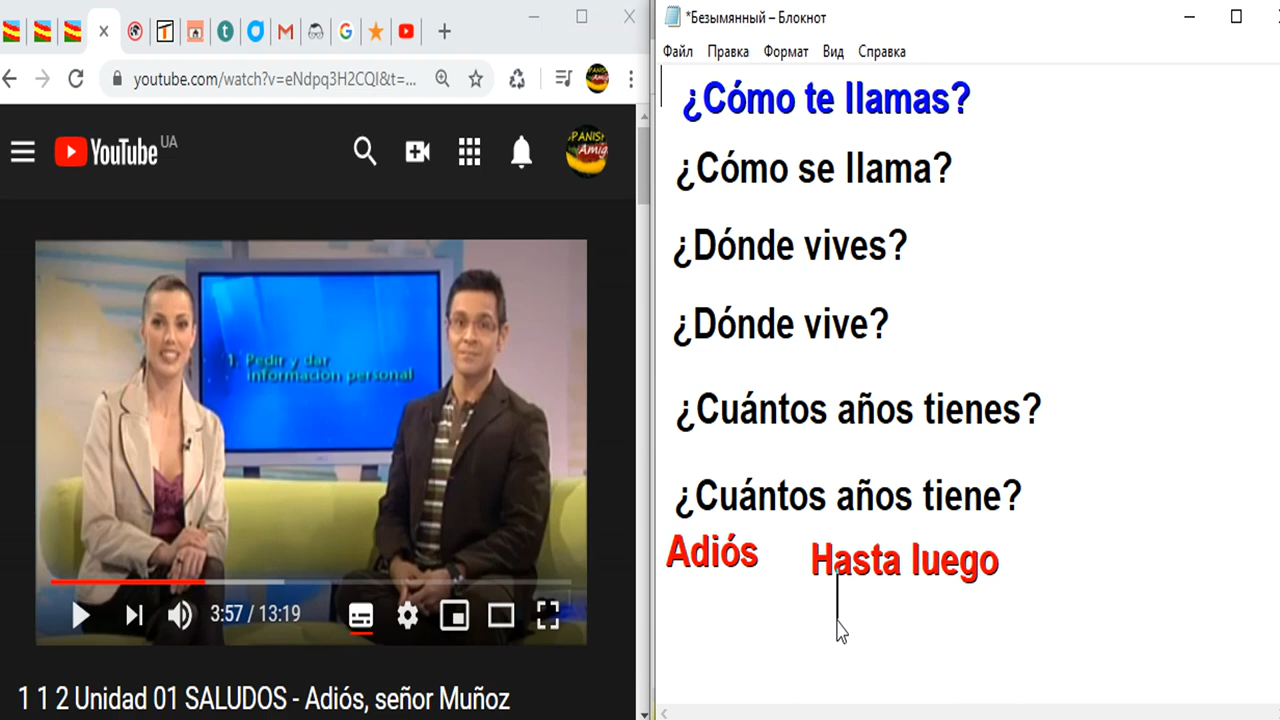 youtube.com/watch?v=eNdpq3H2CQI&t=...
YouTube UA
PANISH
Amig
1. Pedir y dar
información personal
3:57 / 13:19
1 1 2 Unidad 01 SALUDOS - Adiós, señor Muñoz
*Безымянный – Блокнот
Файл Правка Формат Вид Справка
¿Cómo te llamas?
¿Cómo se llama?
¿Dónde vives?
¿Dónde vive?
¿Cuántos años tienes?
¿Cuántos años tiene?
Adiós Hasta luego